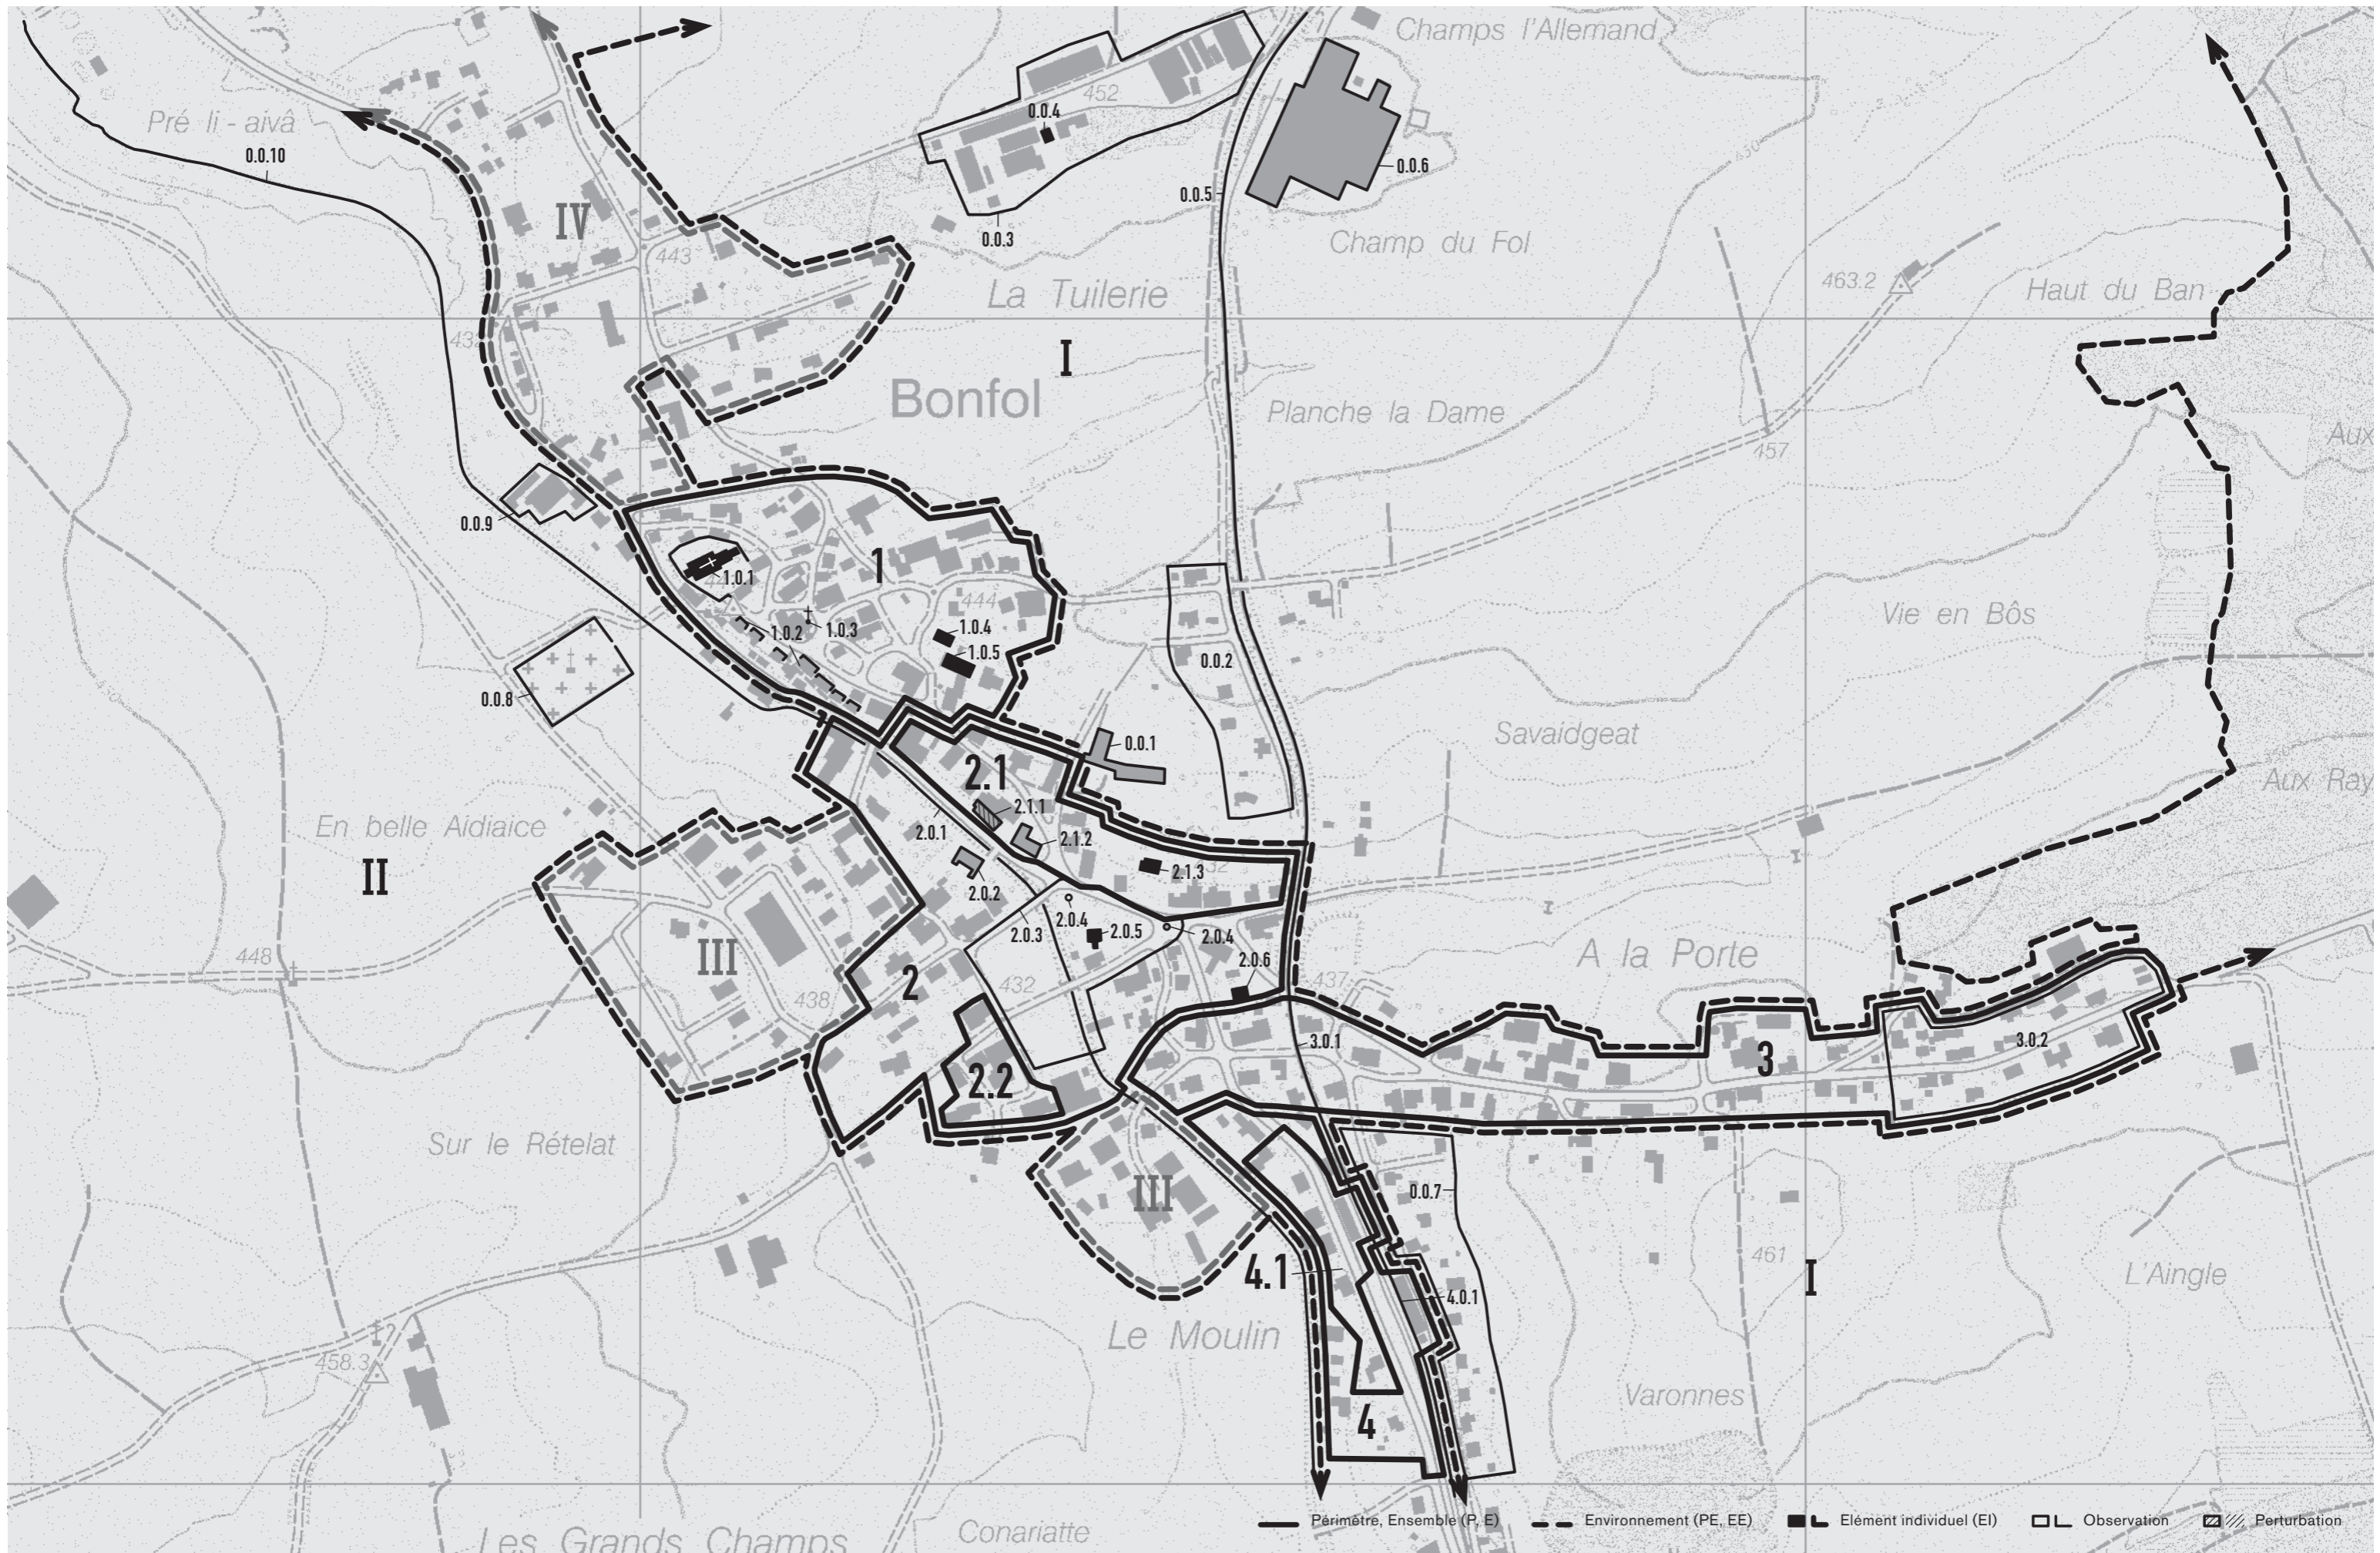 Champs l'Allemand
Pré li - aivâ
452
0.0.4
0.0.10
450
0.0.6
0.0.5
IV
0.0.3
Champ du Fol
443
463.2
Haut du Ban
La Tuilerie
432
I
Bonfol
Planche la Dame
Aux
457
0.0.9
1
1.0.1
444
Vie en Bôs
1.0.2
1.0.3
1.0.4
1.0.5
0.0.2
0.0.8
Savaidgeat
0.0.1
2.1
Aux Ray
2.1.1
En belle Aidiaice
2.0.1
2.1.2
II
2.0.2
2.1.3
2.0.4
2.0.3
2.0.5
2.0.4
III
448
A la Porte
2.0.6
2
432
437
438
3.0.1
3.0.2
3
2.2
Sur le Rételat
III
0.0.7
4.1
461
I
L'Aingle
4.0.1
Le Moulin
458.3
Varonnes
4
Les Grands Champs
Conariatte
Périmètre, Ensemble (P, E)
Environnement (PE, EE)
Elément individuel (EI)
Observation
Perturbation